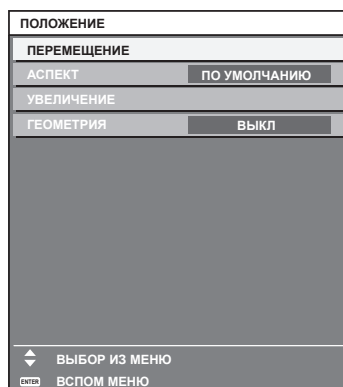 ПОЛОЖЕНИЕ
ПЕРЕМЕЩЕНИЕ
АСПЕКТ ПО УМОЛЧАНИЮ
УВЕЛИЧЕНИЕ
ГЕОМЕТРИЯ ВЫКЛ
ВЫБОР ИЗ МЕНЮ
ENTER ВСПОМ МЕНЮ